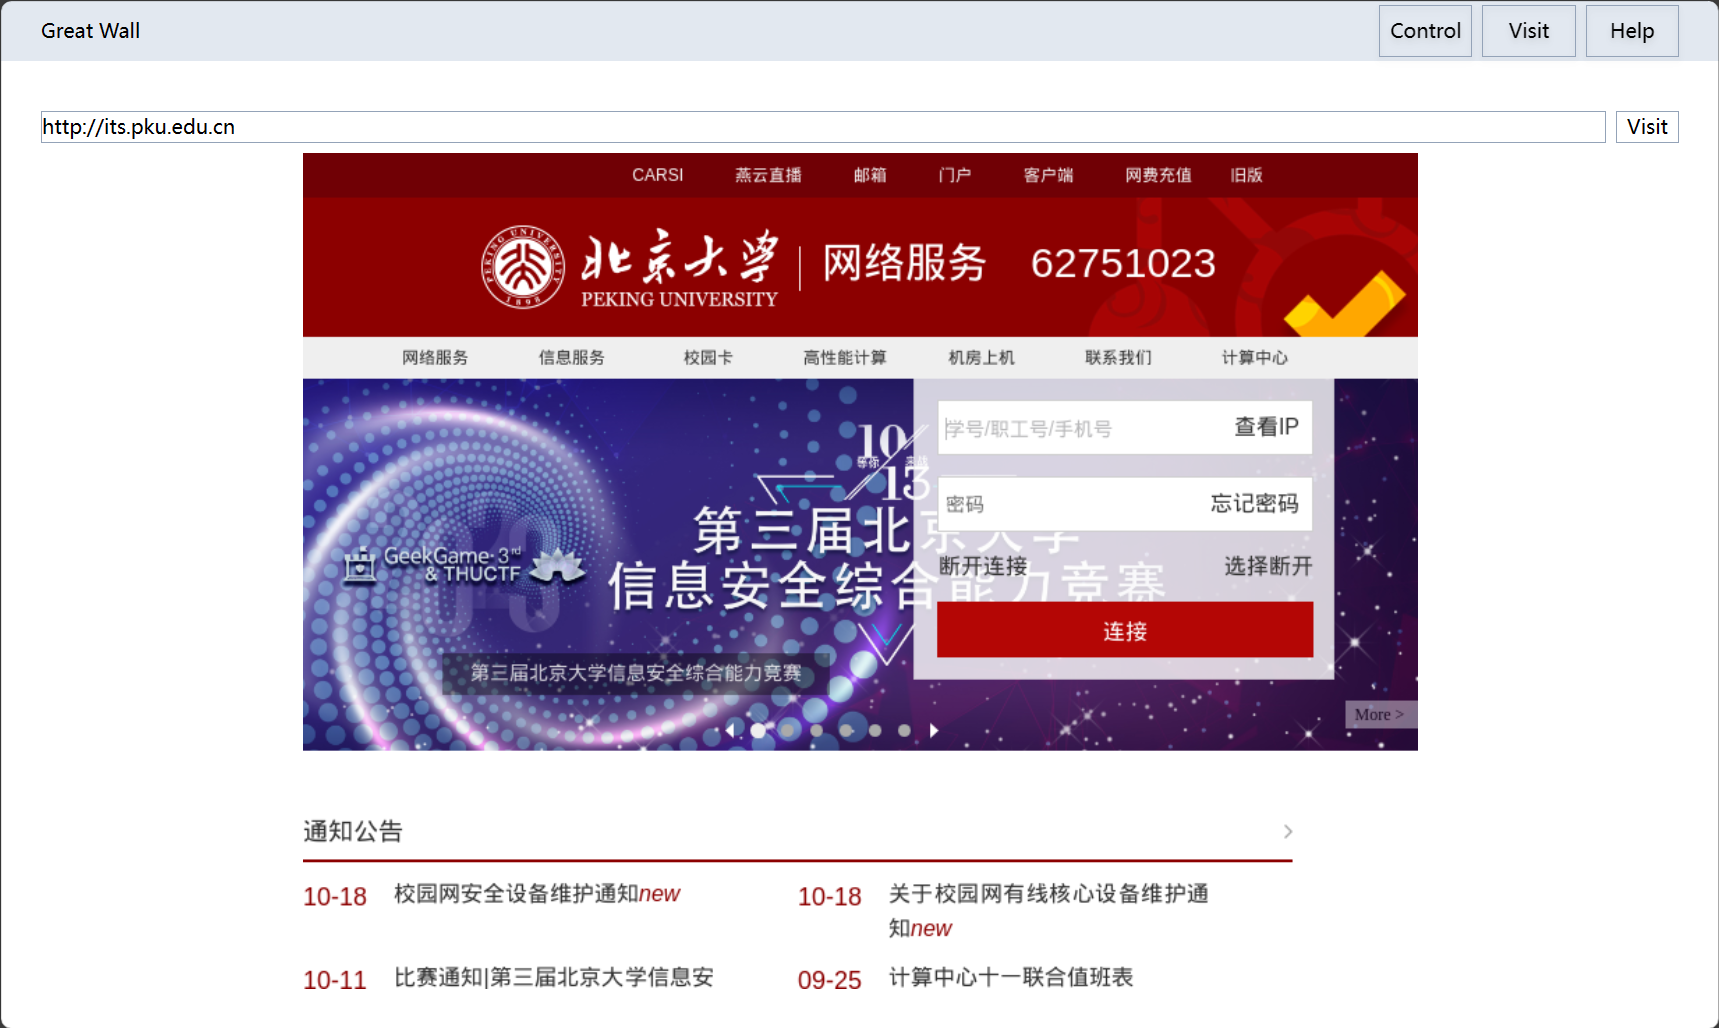 Great Wall
Control
Visit
Help
http://its.pku.edu.cn
Visit
CARSI
燕云直播
邮箱
门户
客户端
网费充值
旧版
PEKING UNIVERSITY
1898
北京大学
PEKING UNIVERSITY
网络服务
62751023
网络服务
信息服务
校园卡
高性能计算
机房上机
联系我们
计算中心
10
等你
来战
13
第三届北京大学
信息安全综合能力竞赛
GeekGame·3rd
& THUCTF
03
学号/职工号/手机号
查看IP
密码
忘记密码
断开连接
选择断开
连接
第三届北京大学信息安全综合能力竞赛
More >
通知公告
10-18
校园网安全设备维护通知new
10-18
关于校园网有线核心设备维护通
知new
10-11
比赛通知|第三届北京大学信息安
09-25
计算中心十一联合值班表